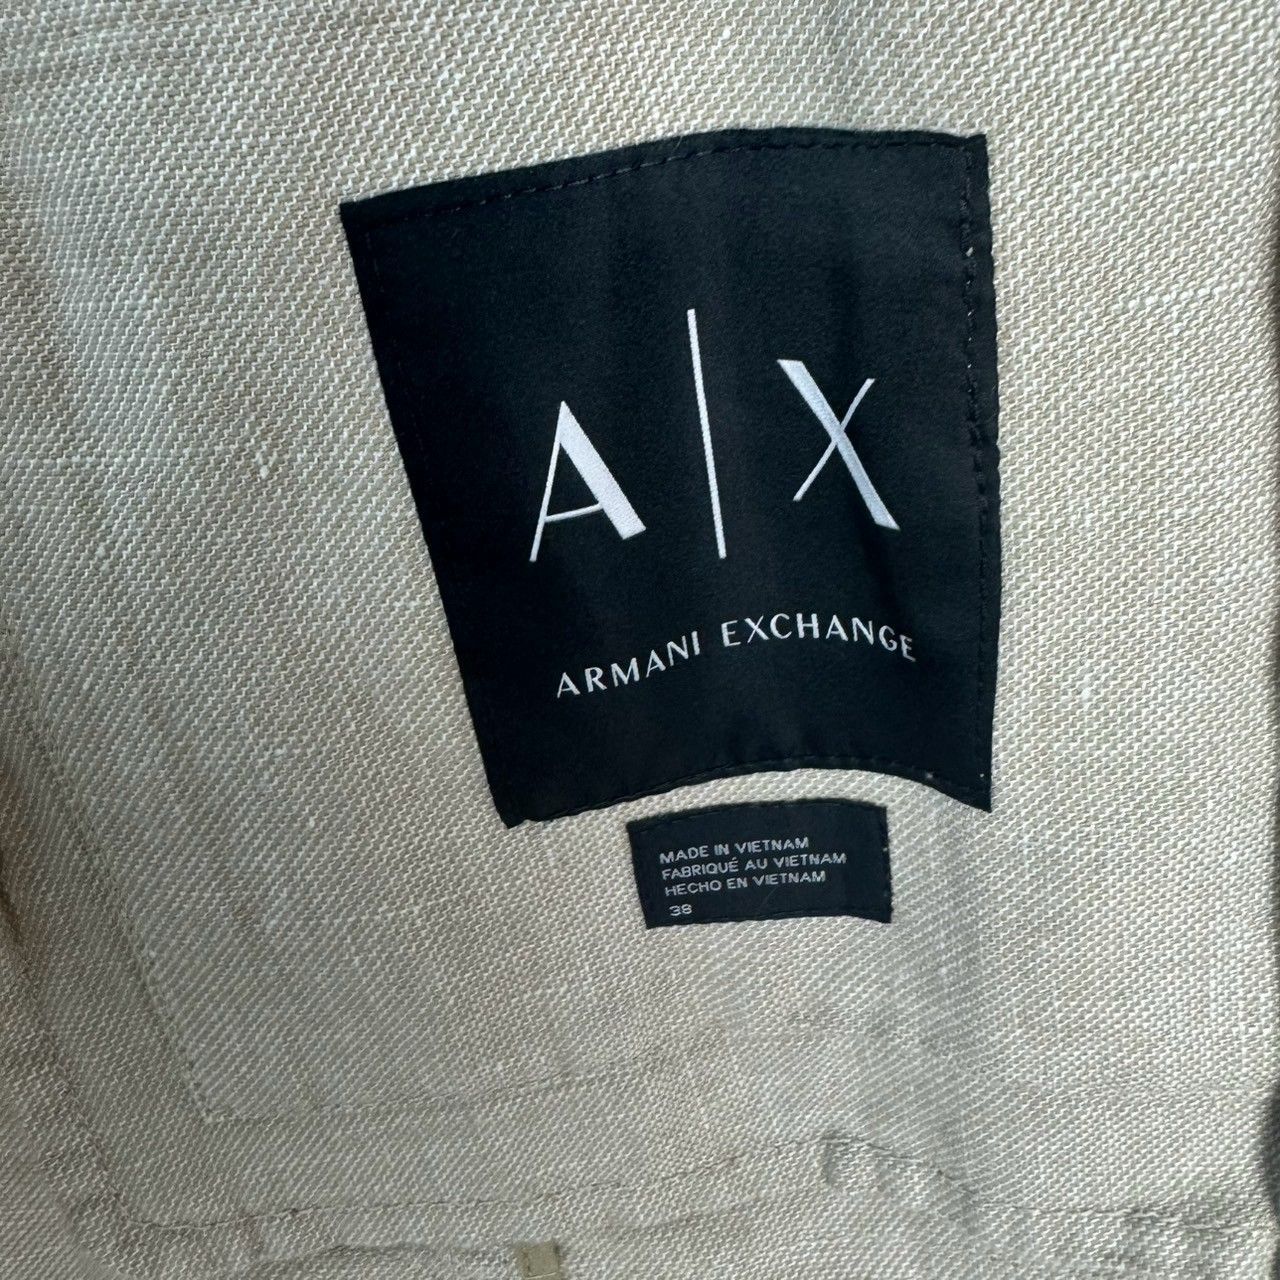 A|X
ARMANI EXCHANGE
MADE IN VIETNAM
FABRIQUÉ AU VIETNAM
HECHO EN VIETNAM
38